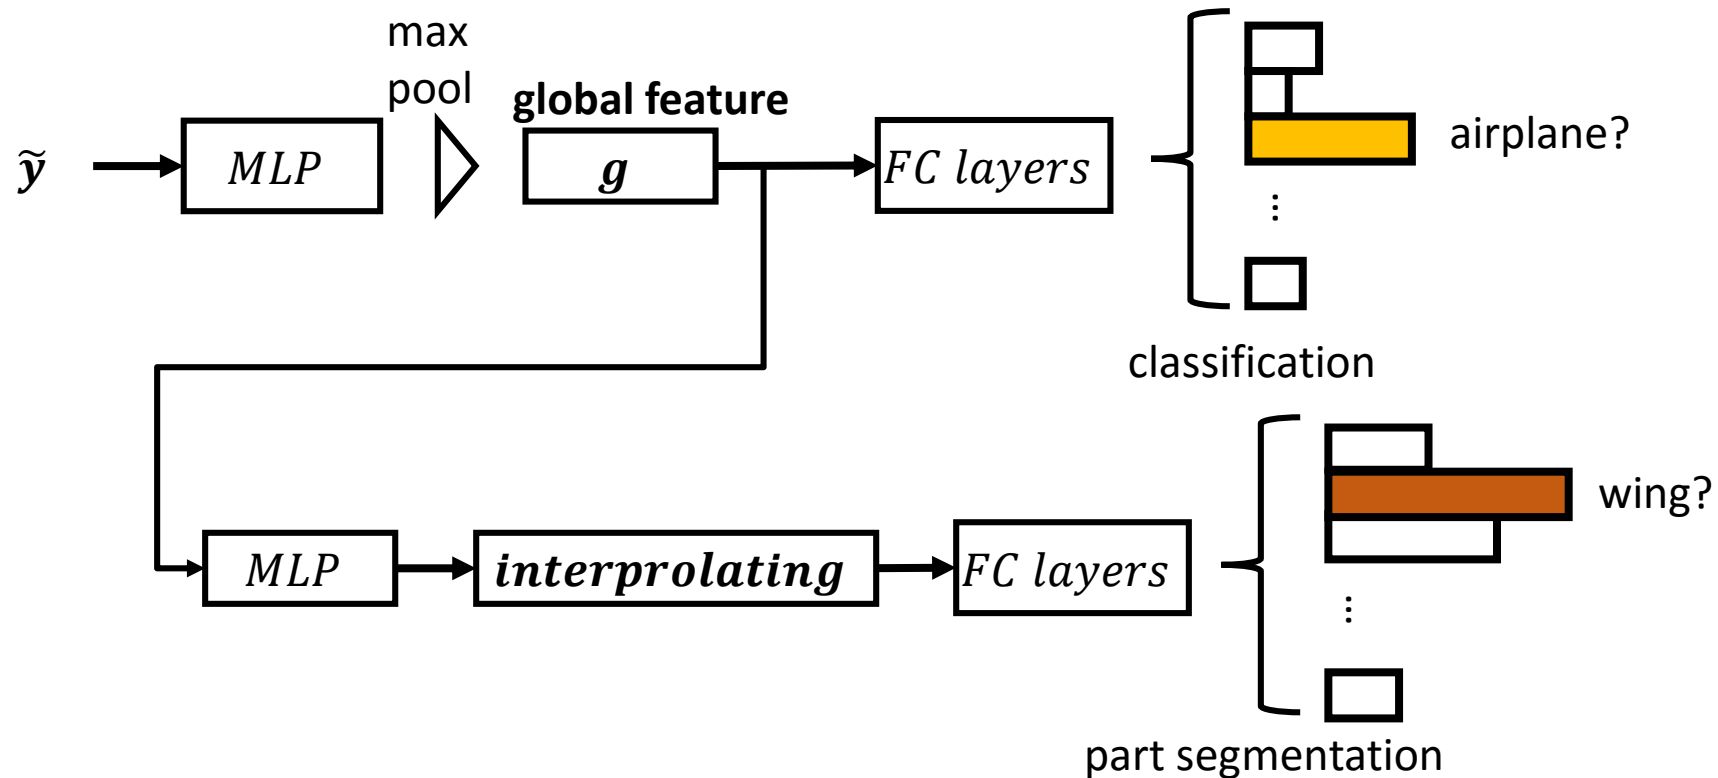 max
pool
global feature
ỹ
MLP
g
FC layers
airplane?
...
classification
MLP
interprolating
FC layers
wing?
...
part segmentation